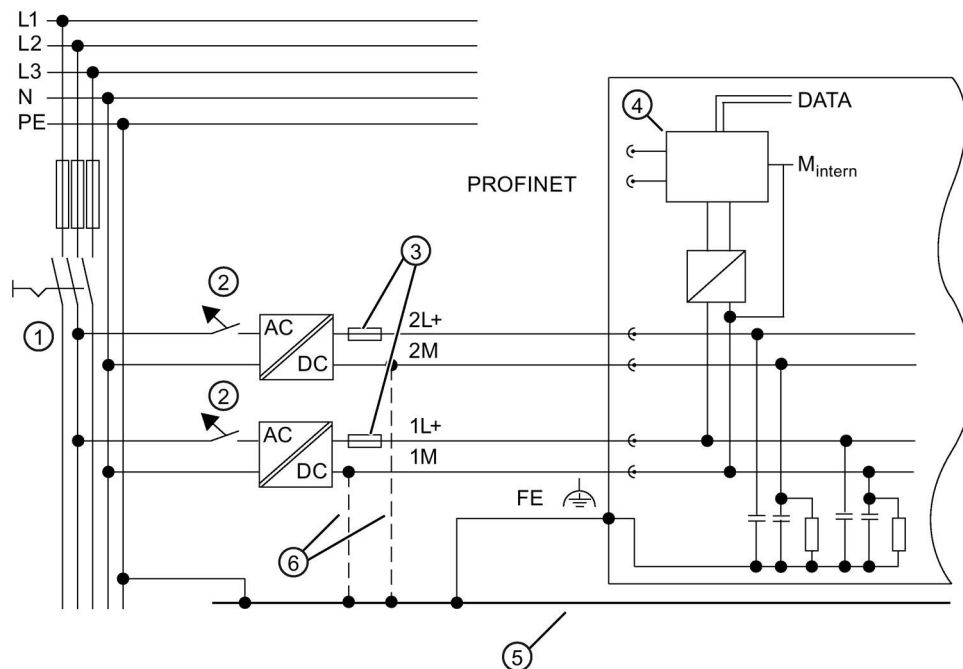 L1
L2
L3
N
PE
DATA
④
M intern
PROFINET
③
②
①
AC
DC
2L+
2M
②
AC
DC
1L+
1M
FE
⑥
⑤